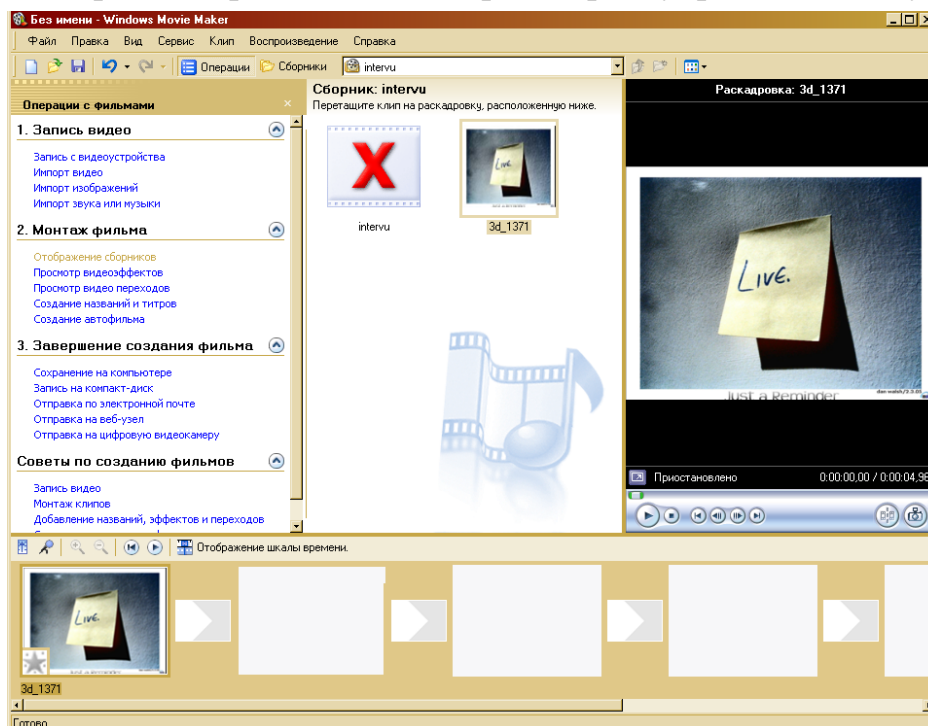 Без имени - Windows Movie Maker
Файл Правка Вид Сервис Клип Воспроизведение Справка
Операции Сборники intervu
Операции с фильмами
1. Запись видео
Запись с видеоустройства
Импорт видео
Импорт изображений
Импорт звука или музыки
2. Монтаж фильма
Отображение сборников
Просмотр видеоэффектов
Просмотр видео переходов
Создание названий и титров
Создание автофильма
3. Завершение создания фильма
Сохранение на компьютере
Запись на компакт-диск
Отправка по электронной почте
Отправка на веб-узел
Отправка на цифровую видеокамеру
Советы по созданию фильмов
Запись видео
Монтаж клипов
Добавление названий, эффектов и переходов
Сборник: intervu
Перетащите клип на раскадровку, расположенную ниже.
Live.
intervu
3d_1371
Раскадровка: 3d_1371
Live.
Just a Reminder
Приостановлено 0:00:00,00 / 0:00:04,96
Отображение шкалы времени.
Live.
3d_1371
Готово